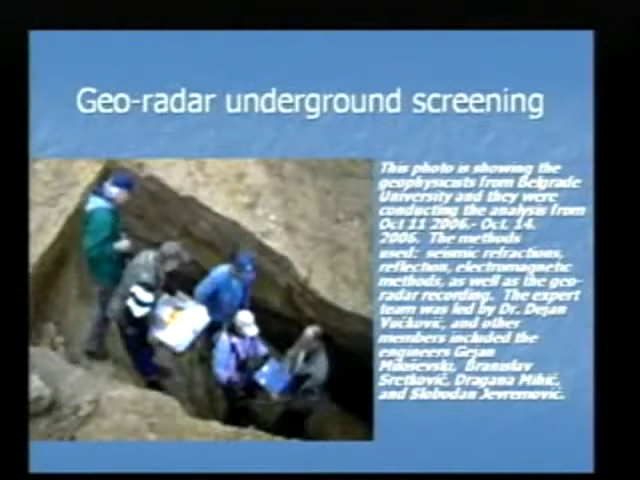 Geo-radar underground screening
This photo is showing the
geophysicists from Belgrade
University and they were
conducting the analysis from
Oct 11 2006.- Oct. 14.
2006. The methods
used: seismic refractions,
reflection, electromagnetic
methods, as well as the geo-
radar recording. The expert
team was led by Dr. Dejan
Vučković, and other
members included the
engineers
Branislav
Sretković, Dragana Mihić,
and Slobodan Jevremović.